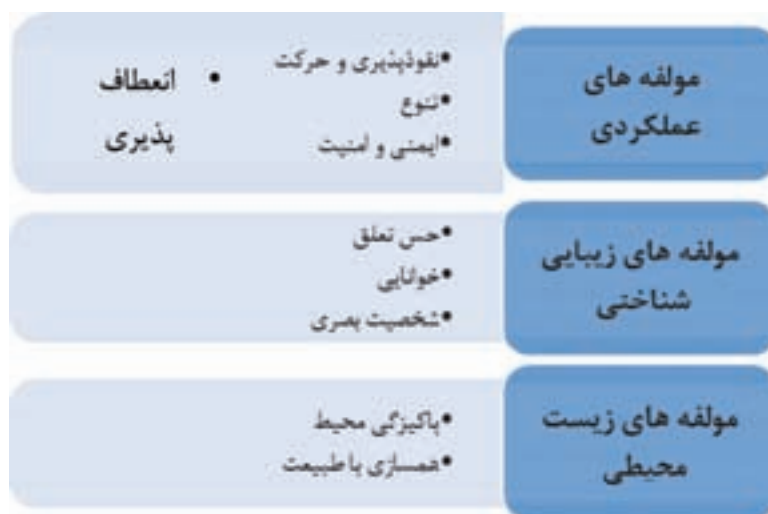 مولفه های
عملکردی
•نفوذپذیری و حرکت
•تنوع
•ایمنی و امنیت
• انعطاف
پذیری
مولفه های زیبایی
شناختی
•حس تعلق
•خوانایی
•شخصیت بصری
مولفه های زیست
محیطی
•پاکیزگی محیط
•همسازی با طبیعت